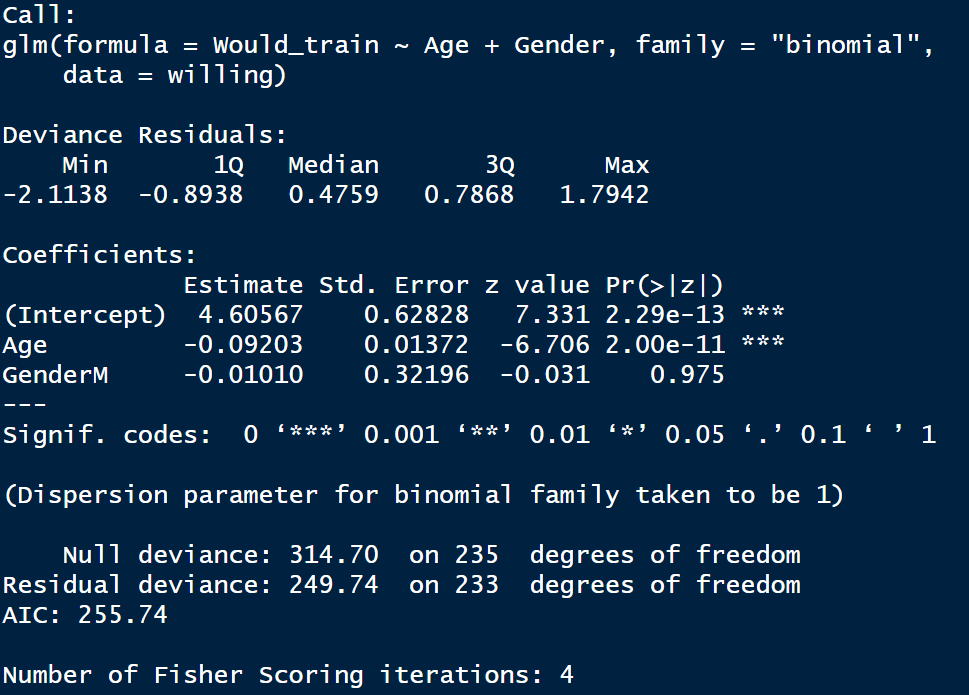 Call:
glm(formula = Would_train ~ Age + Gender, family = "binomial",
    data = willing)

Deviance Residuals:
    Min       1Q   Median       3Q      Max
-2.1138  -0.8938   0.4759   0.7868   1.7942

Coefficients:
            Estimate Std. Error z value Pr(>|z|)
(Intercept)  4.60567    0.62828   7.331 2.29e-13 ***
Age         -0.09203    0.01372  -6.706 2.00e-11 ***
GenderM     -0.01010    0.32196  -0.031    0.975
---
Signif. codes:  0 ‘***’ 0.001 ‘**’ 0.01 ‘*’ 0.05 ‘.’ 0.1 ‘ ’ 1

(Dispersion parameter for binomial family taken to be 1)

    Null deviance: 314.70  on 235  degrees of freedom
Residual deviance: 249.74  on 233  degrees of freedom
AIC: 255.74

Number of Fisher Scoring iterations: 4